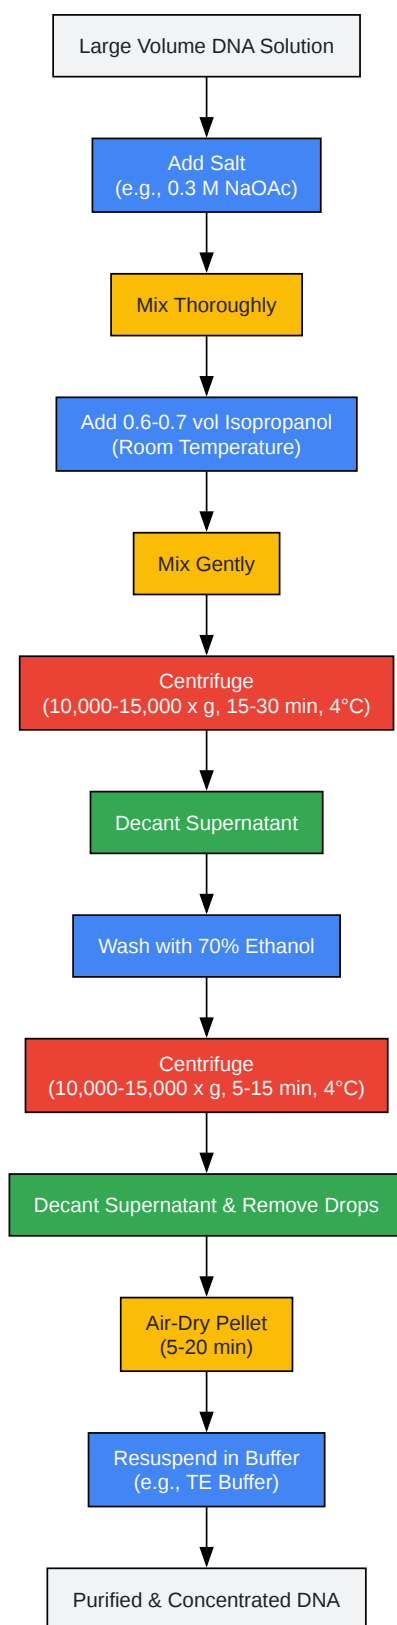 Large Volume DNA Solution
Add Salt
(e.g., 0.3 M NaOAc)
Mix Thoroughly
Add 0.6-0.7 vol Isopropanol
(Room Temperature)
Mix Gently
Centrifuge
(10,000-15,000 x g, 15-30 min, 4°C)
Decant Supernatant
Wash with 70% Ethanol
Centrifuge
(10,000-15,000 x g, 5-15 min, 4°C)
Decant Supernatant & Remove Drops
Air-Dry Pellet
(5-20 min)
Resuspend in Buffer
(e.g., TE Buffer)
Purified & Concentrated DNA